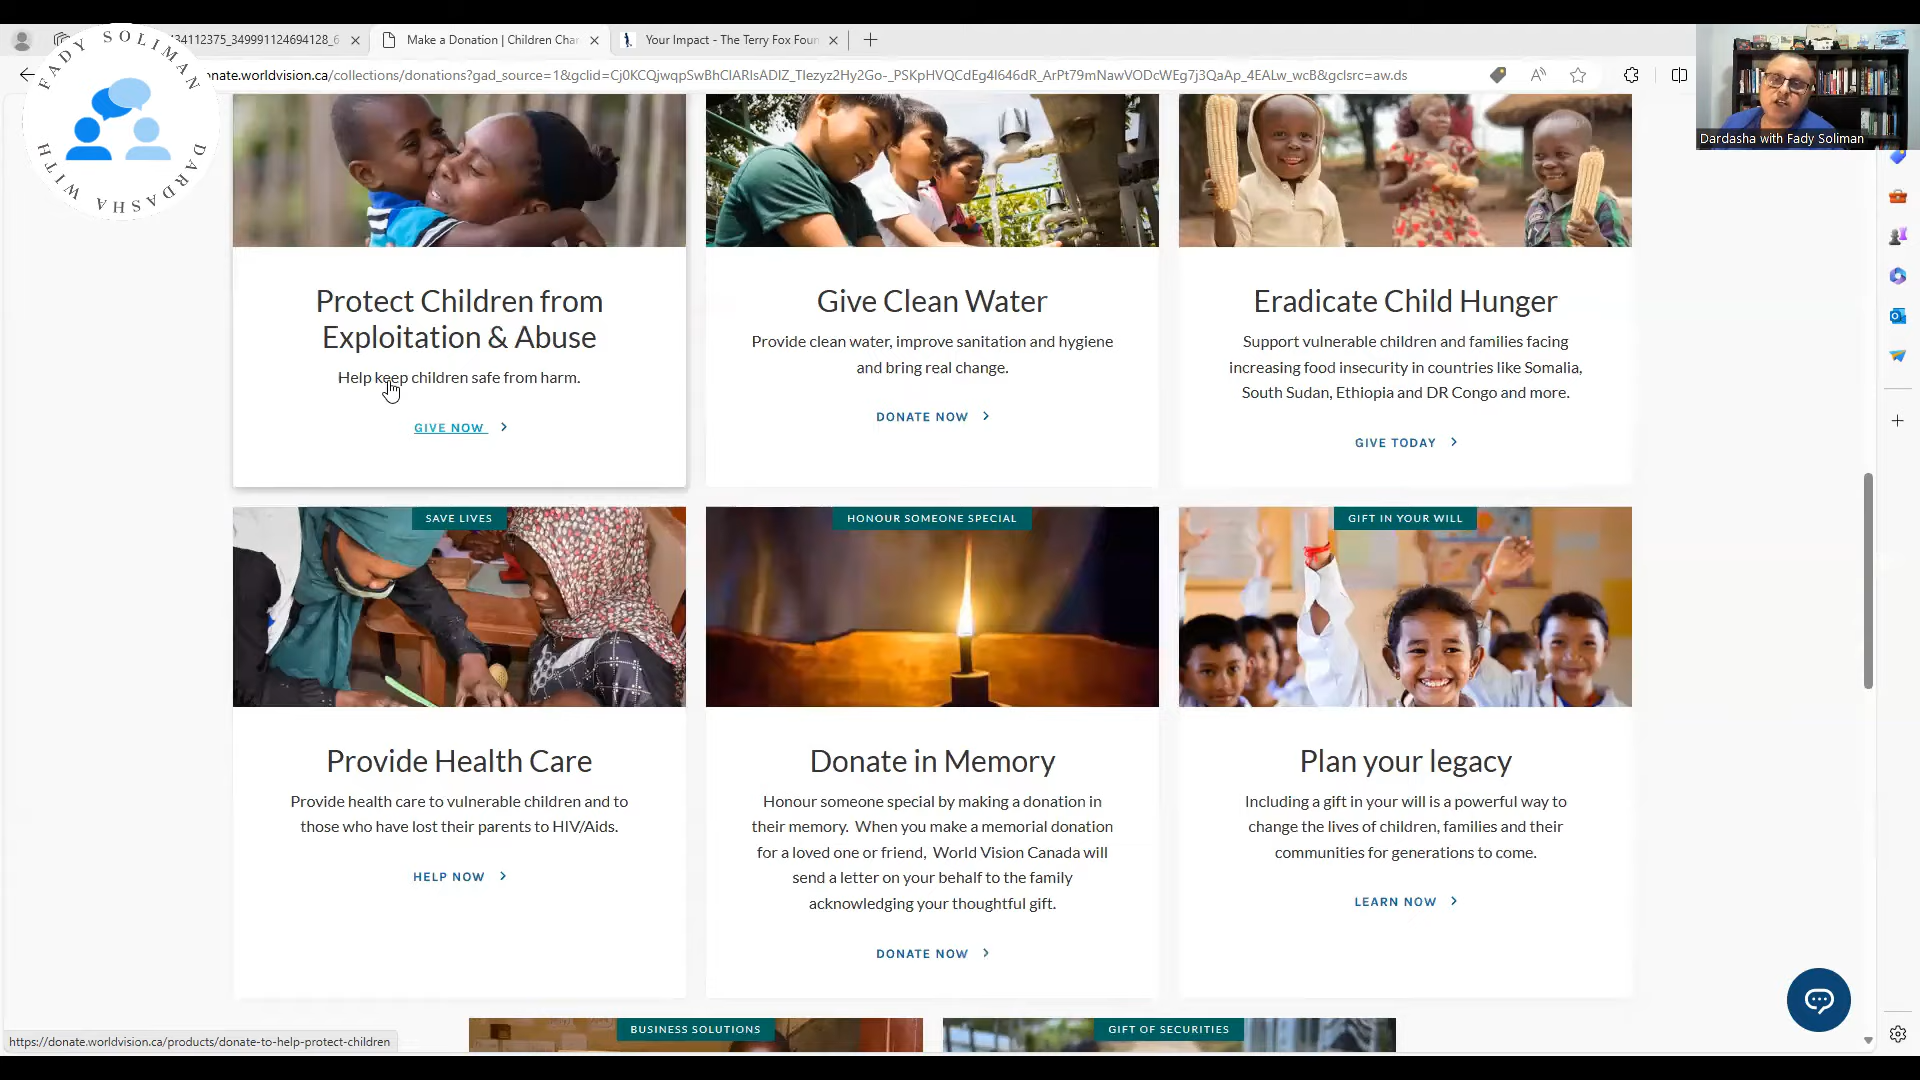 FADY SOLIMAN
DARDASHA WITH
34112375_349991124694128_6
Make a Donation | Children Char
Your Impact - The Terry Fox Foun
onate.worldvision.ca/collections/donations?gad_source=1&gclid=Cj0KCQjwqpSwBhClARIsADlZ_Tlezyz2Hy2Go-_PSKpHVQCdEg4l646dR_ArPt79mNawVODcWEg7j3QaAp_4EALw_wcB&gclsrc=aw.ds
Dardasha with Fady Soliman
Protect Children from
Exploitation & Abuse
Help keep children safe from harm.
GIVE NOW
Give Clean Water
Provide clean water, improve sanitation and hygiene
and bring real change.
DONATE NOW
Eradicate Child Hunger
Support vulnerable children and families facing
increasing food insecurity in countries like Somalia,
South Sudan, Ethiopia and DR Congo and more.
GIVE TODAY
SAVE LIVES
Provide Health Care
Provide health care to vulnerable children and to
those who have lost their parents to HIV/Aids.
HELP NOW
HONOUR SOMEONE SPECIAL
Donate in Memory
Honour someone special by making a donation in
their memory. When you make a memorial donation
for a loved one or friend, World Vision Canada will
send a letter on your behalf to the family
acknowledging your thoughtful gift.
DONATE NOW
GIFT IN YOUR WILL
Plan your legacy
Including a gift in your will is a powerful way to
change the lives of children, families and their
communities for generations to come.
LEARN NOW
BUSINESS SOLUTIONS
GIFT OF SECURITIES
https://donate.worldvision.ca/products/donate-to-help-protect-children